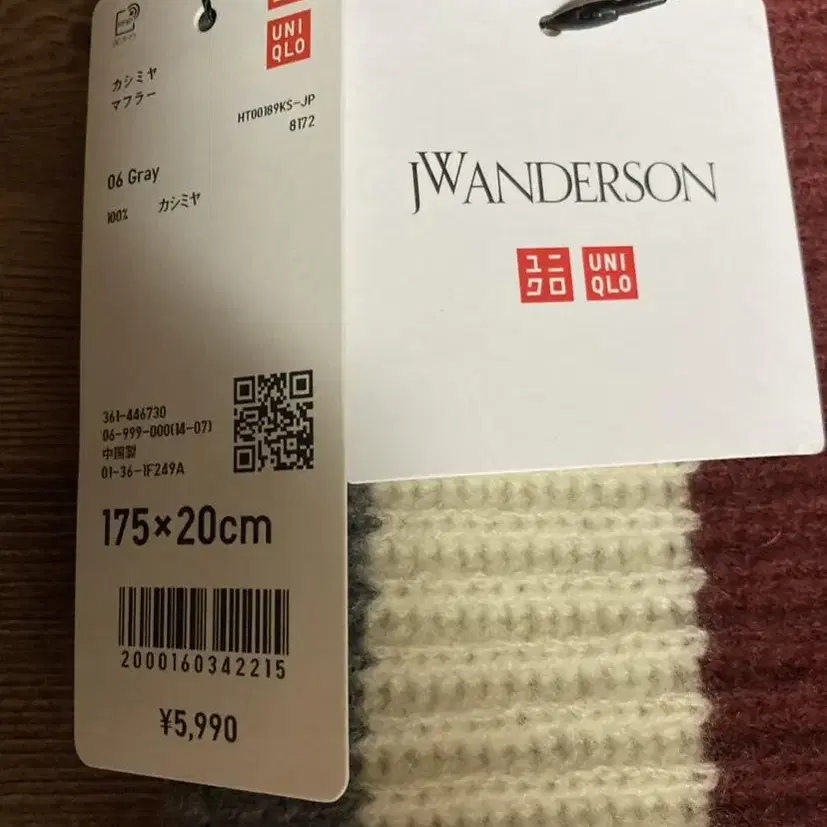 UNI
QLO
カシミヤ
マフラー
HT00189KS-JP
8172
06 Gray
100% カシミヤ
361-446730
06-999-000(14-07)
中国製
01-36-1F249A
175×20cm
2000160342215
¥5,990
JWANDERSON
ユニ
クロ
UNI
QLO